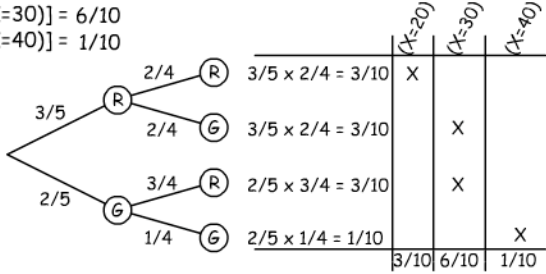 =30)] = 6/10
=40)] = 1/10
(X=20) (X=30) (X=40)
2/4 R 3/5 x 2/4 = 3/10 X
3/5 R
2/4 G 3/5 x 2/4 = 3/10 X
3/4 R 2/5 x 3/4 = 3/10 X
2/5 G
1/4 G 2/5 x 1/4 = 1/10 X
3/10 6/10 1/10